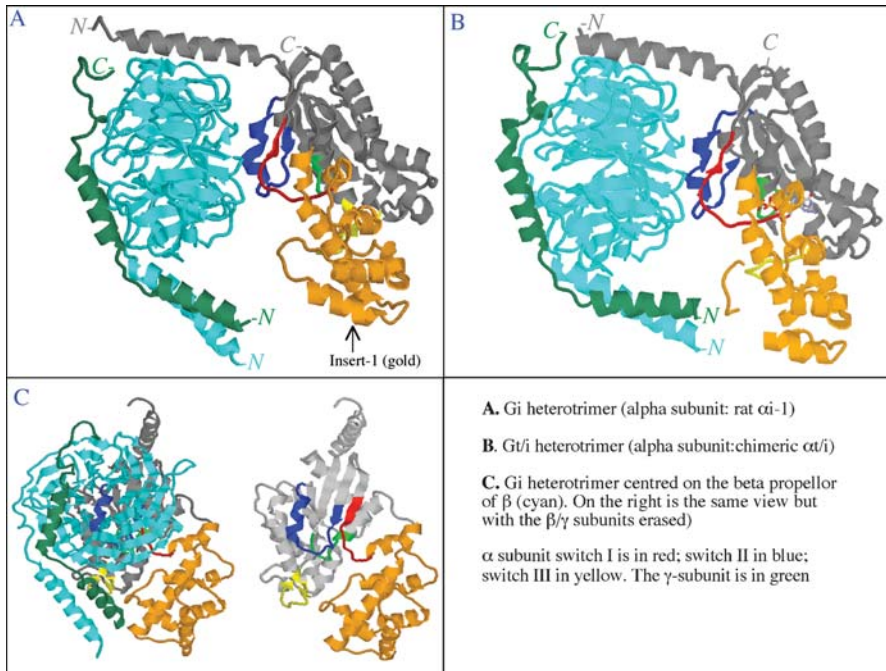 A
N-
C-
C-
-N
N
Insert-1 (gold)
B
-N
C
C
-N
N
C
A. Gi heterotrimer (alpha subunit: rat αi-1)
B. Gt/i heterotrimer (alpha subunit:chimeric αt/i)
C. Gi heterotrimer centred on the beta propellor
of β (cyan). On the right is the same view but
with the β/γ subunits erased)
α subunit switch I is in red; switch II in blue;
switch III in yellow. The γ-subunit is in green